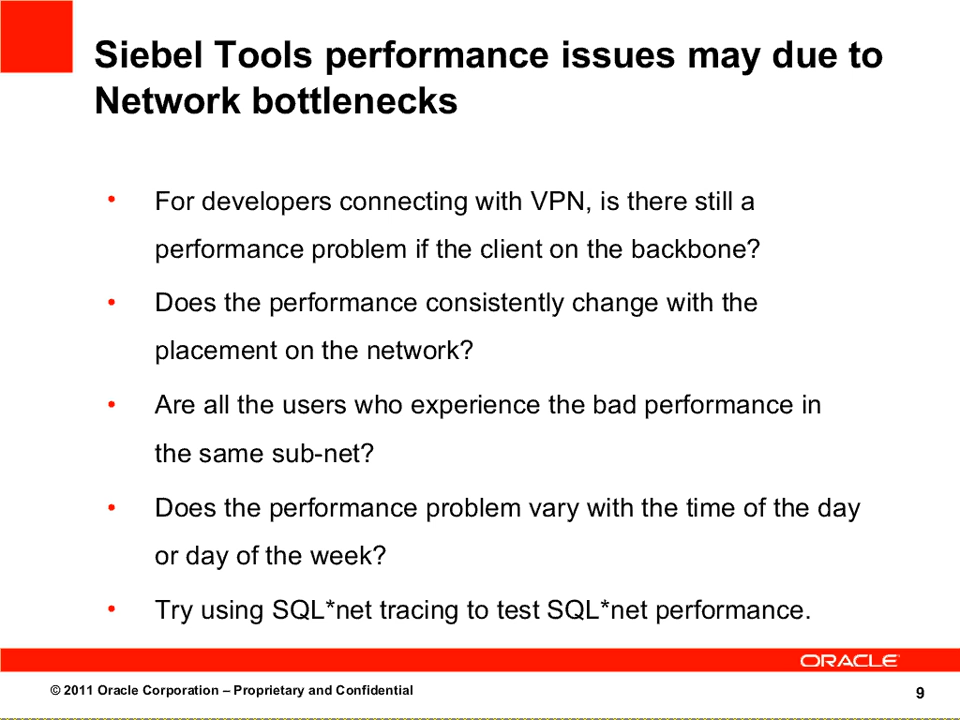 Siebel Tools performance issues may due to
Network bottlenecks
• For developers connecting with VPN, is there still a
performance problem if the client on the backbone?
• Does the performance consistently change with the
placement on the network?
• Are all the users who experience the bad performance in
the same sub-net?
• Does the performance problem vary with the time of the day
or day of the week?
• Try using SQL*net tracing to test SQL*net performance.
ORACLE
© 2011 Oracle Corporation – Proprietary and Confidential
9